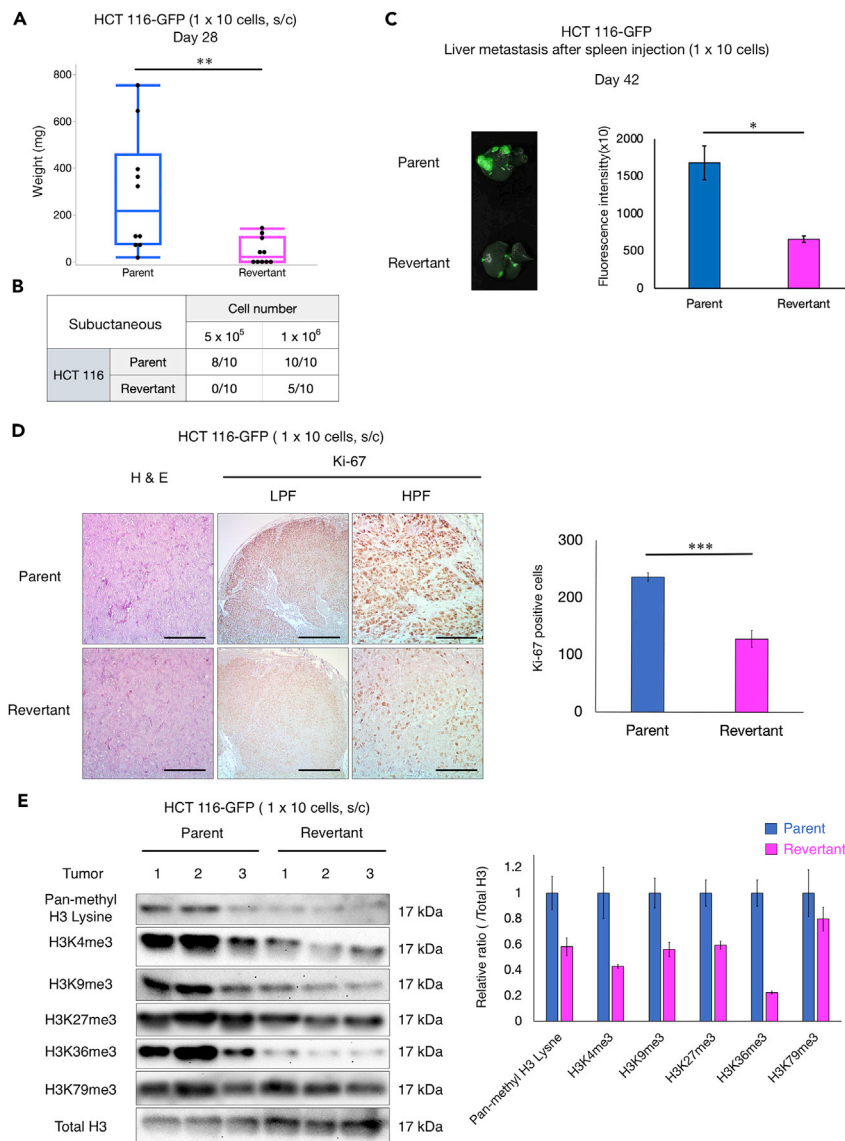 A
HCT 116-GFP (1 x 10 cells, s/c)
Day 28
**
800
600
400
200
0
Weight (mg)
Parent
Revertant
B
Subuctaneous
Cell number
5 x 10⁵
1 x 10⁶
HCT 116
Parent
8/10
10/10
Revertant
0/10
5/10
C
HCT 116-GFP
Liver metastasis after spleen injection (1 x 10 cells)
Day 42
Parent
Revertant
*
2000
1500
1000
500
0
Fluorescence intensitty(x10)
Parent
Revertant
D
HCT 116-GFP ( 1 x 10 cells, s/c)
H & E
Ki-67
LPF
HPF
Parent
Revertant
***
300
200
100
0
Ki-67 positive cells
Parent
Revertant
E
HCT 116-GFP ( 1 x 10 cells, s/c)
Parent
Revertant
Tumor
1 2 3 1 2 3
Pan-methyl
H3 Lysine
17 kDa
H3K4me3
17 kDa
H3K9me3
17 kDa
H3K27me3
17 kDa
H3K36me3
17 kDa
H3K79me3
17 kDa
Total H3
17 kDa
Parent
Revertant
1.2
1
0.8
0.6
0.4
0.2
0
Relative ratio ( /Total H3)
Pan-methyl H3 Lysne
H3K4me3
H3K9me3
H3K27me3
H3K36me3
H3K79me3